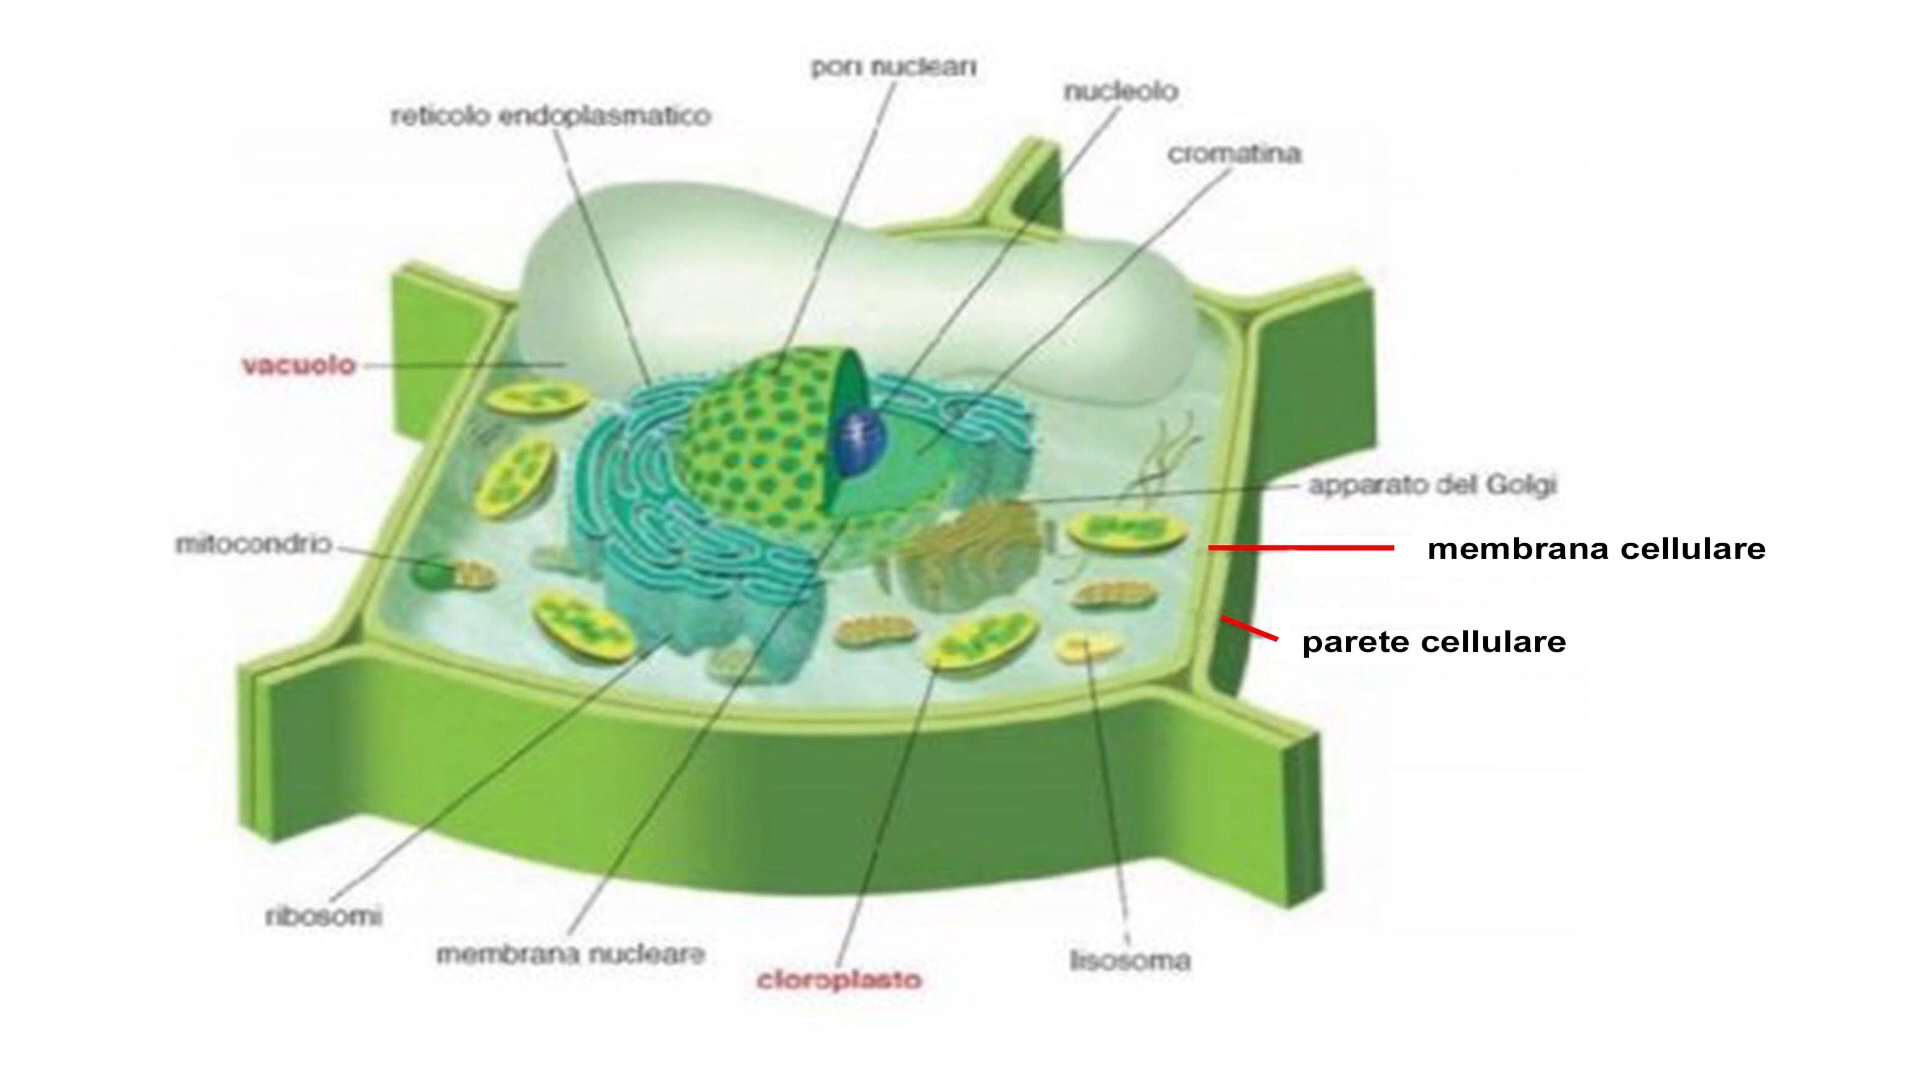 pori nucleari
nucleolo
reticolo endoplasmatico
cromatina
vacuolo
apparato del Golgi
mitocondrio
membrana cellulare
parete cellulare
ribosomi
membrana nucleare
lisosoma
cloroplasto